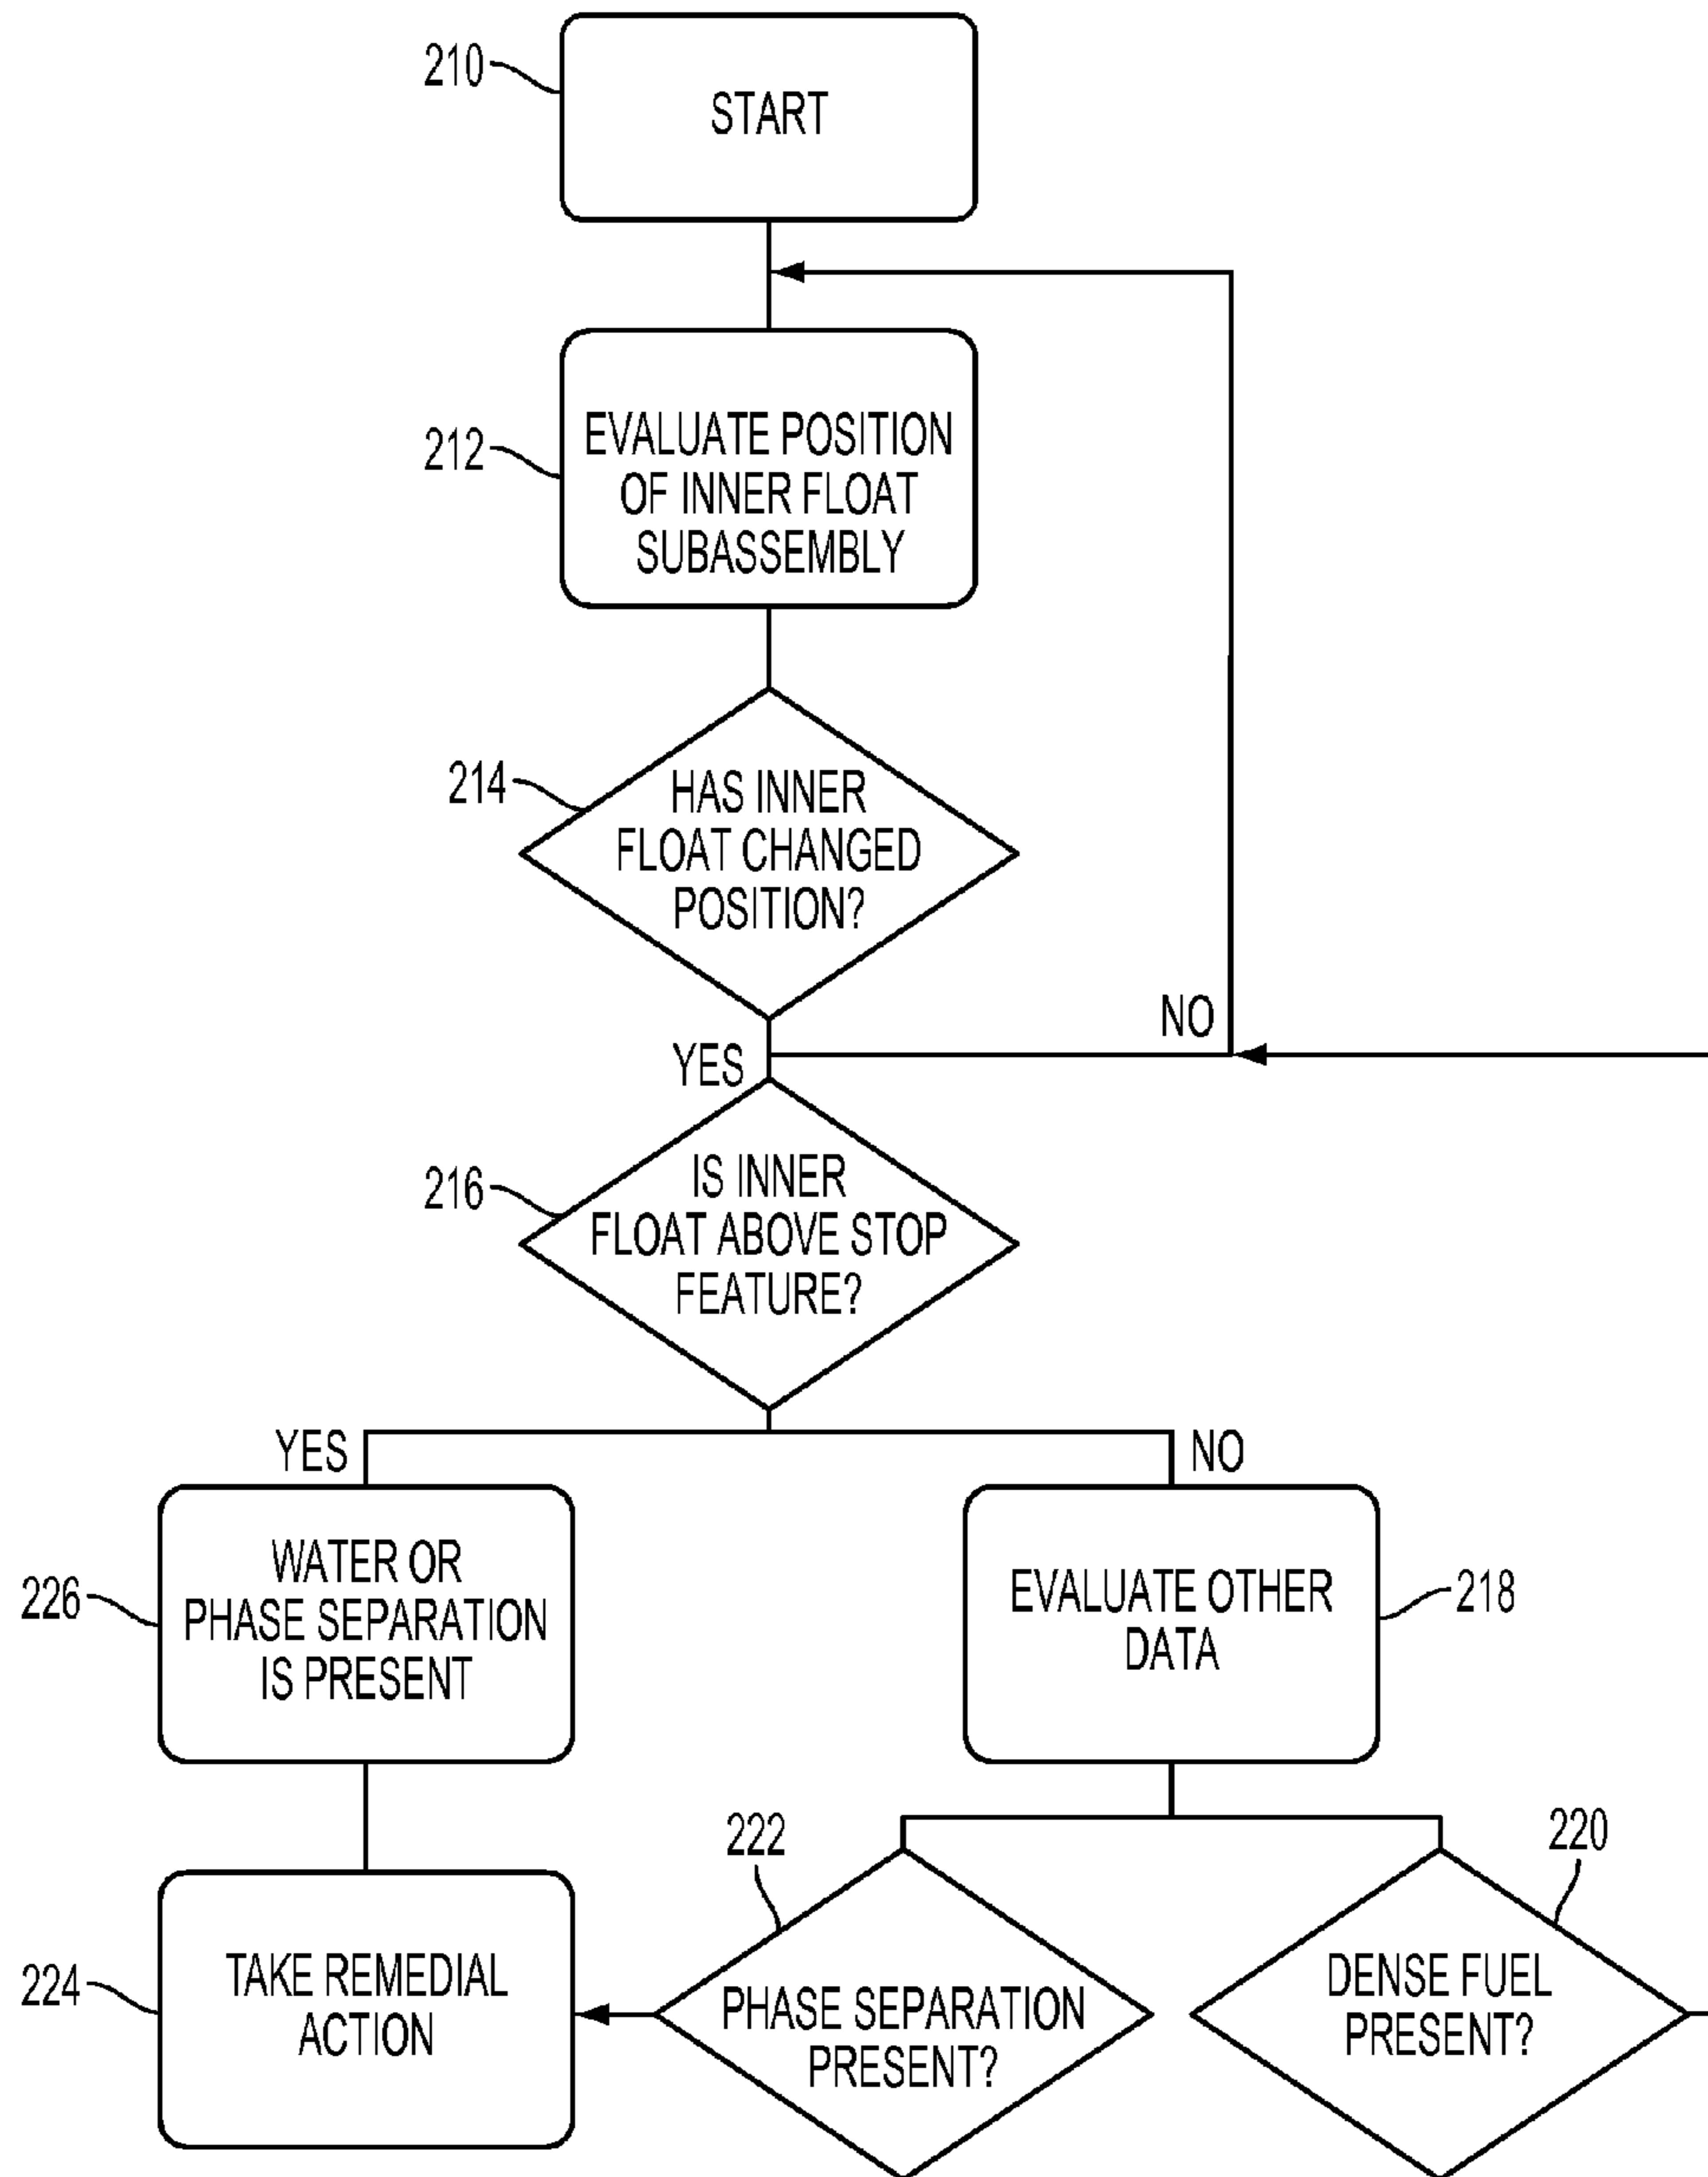 210
START
212
EVALUATE POSITION
OF INNER FLOAT
SUBASSEMBLY
214
HAS INNER
FLOAT CHANGED
POSITION?
NO
YES
216
IS INNER
FLOAT ABOVE STOP
FEATURE?
YES
NO
226
WATER OR
PHASE SEPARATION
IS PRESENT
EVALUATE OTHER
DATA
218
222
220
224
TAKE REMEDIAL
ACTION
PHASE SEPARATION
PRESENT?
DENSE FUEL
PRESENT?